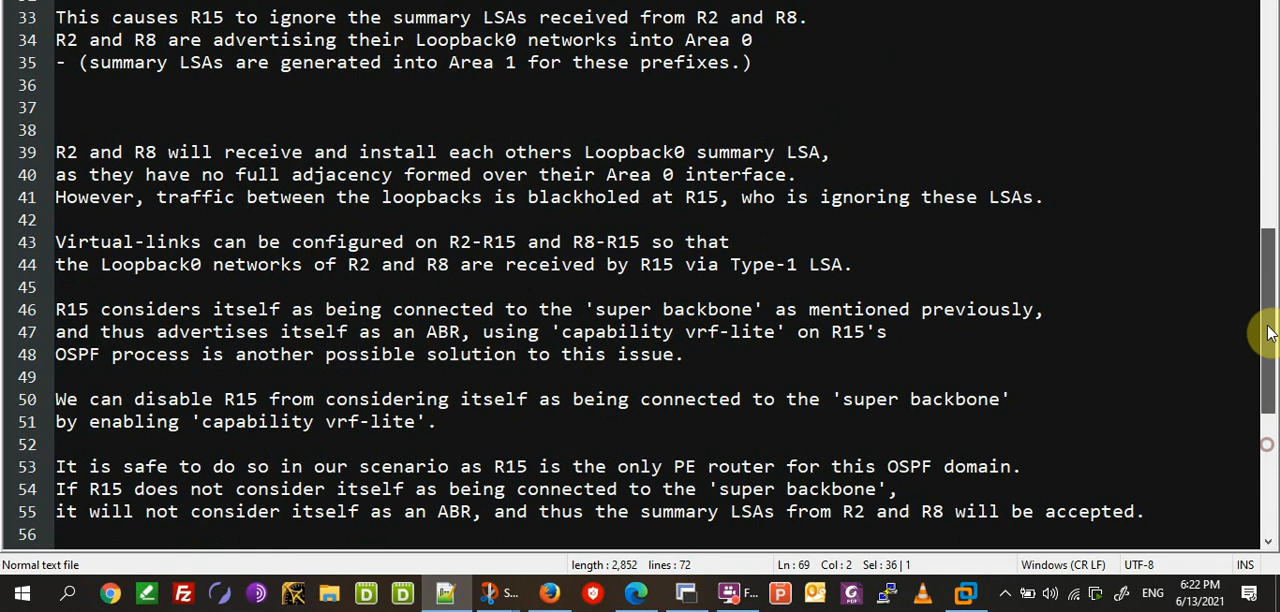 33 This causes R15 to ignore the summary LSAs received from R2 and R8.
34 R2 and R8 are advertising their Loopback0 networks into Area 0
35 - (summary LSAs are generated into Area 1 for these prefixes.)
36
37
38
39 R2 and R8 will receive and install each others Loopback0 summary LSA,
40 as they have no full adjacency formed over their Area 0 interface.
41 However, traffic between the loopbacks is blackholed at R15, who is ignoring these LSAs.
42
43 Virtual-links can be configured on R2-R15 and R8-R15 so that
44 the Loopback0 networks of R2 and R8 are received by R15 via Type-1 LSA.
45
46 R15 considers itself as being connected to the 'super backbone' as mentioned previously,
47 and thus advertises itself as an ABR, using 'capability vrf-lite' on R15's
48 OSPF process is another possible solution to this issue.
49
50 We can disable R15 from considering itself as being connected to the 'super backbone'
51 by enabling 'capability vrf-lite'.
52
53 It is safe to do so in our scenario as R15 is the only PE router for this OSPF domain.
54 If R15 does not consider itself as being connected to the 'super backbone',
55 it will not consider itself as an ABR, and thus the summary LSAs from R2 and R8 will be accepted.
56
Normal text file length : 2,852 lines : 72 Ln : 69 Col : 2 Sel : 36 | 1 Windows (CR LF) UTF-8 INS
S... F... ENG 6:22 PM
6/13/2021